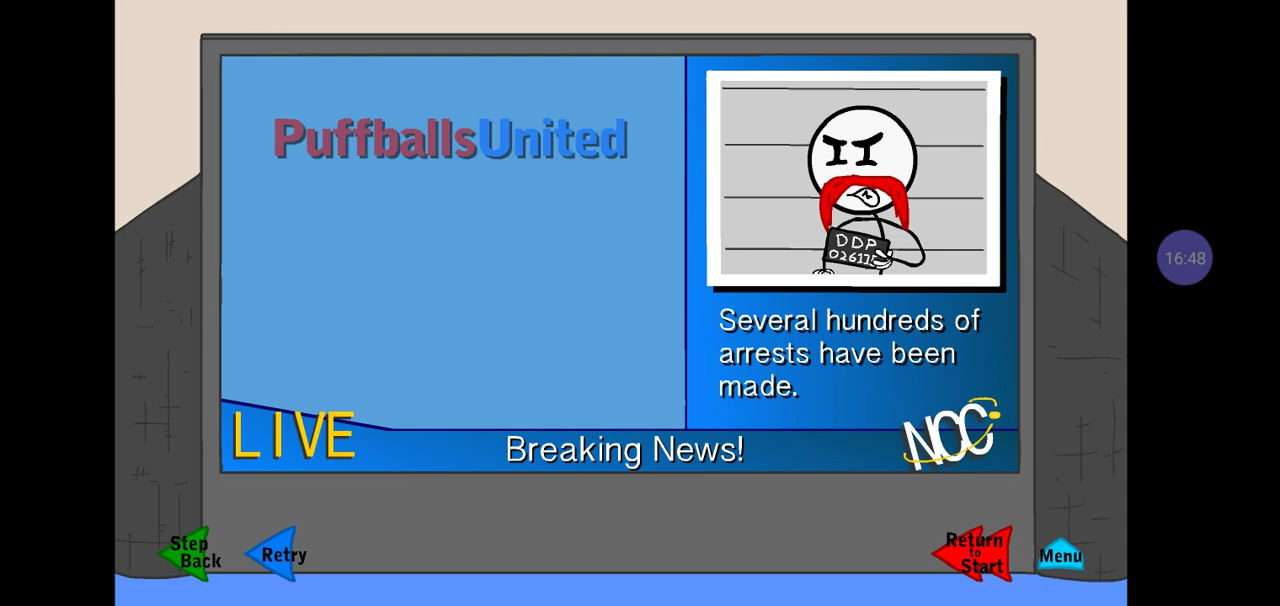 PuffballsUnited
DDP
Several hundreds of
arrests have been
made.
LIVE
Breaking News!
NCC
Step
Back
Retry
Return
to
Start
Menu
16:48